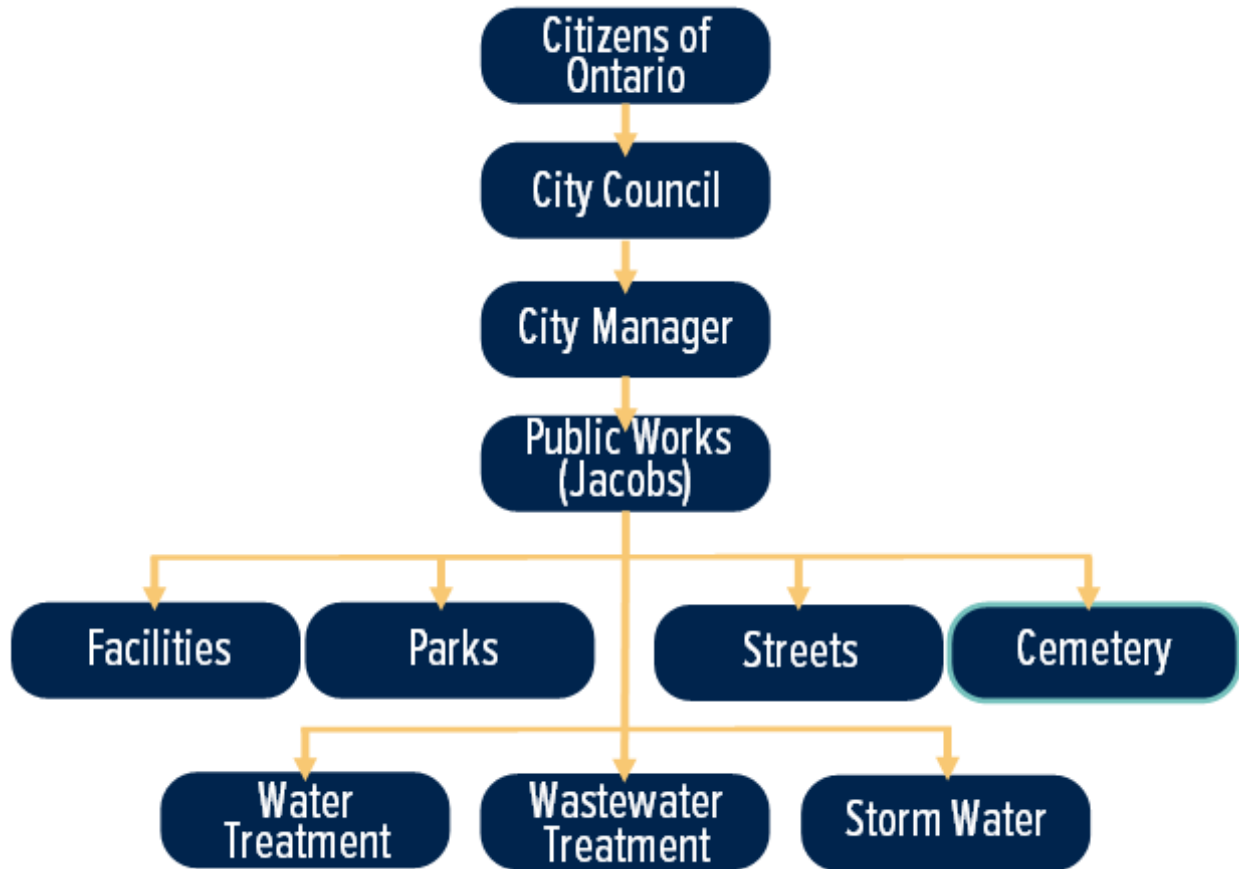 Citizens of
Ontario
City Council
City Manager
Public Works
(Jacobs)
Facilities
Parks
Streets
Cemetery
Water
Treatment
Wastewater
Treatment
Storm Water